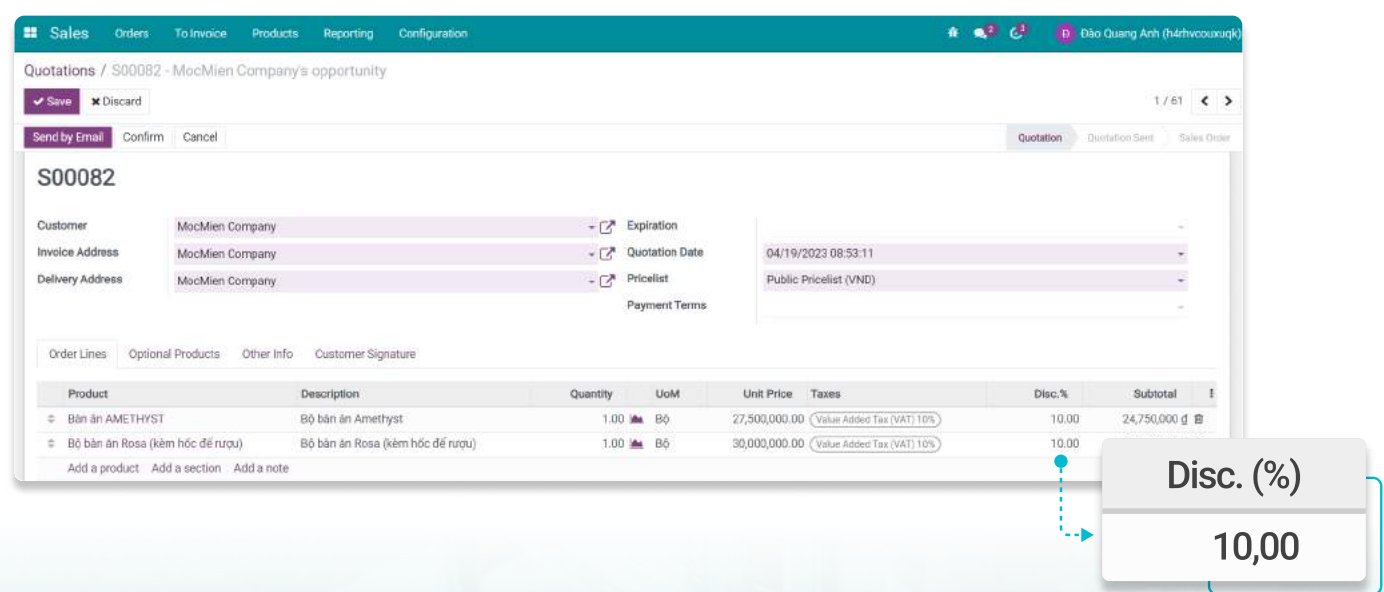 Sales Orders To Invoice Products Reporting Configuration 2 Đ Đào Quang Anh (h4rhvcouxuqk)
Quotations / S00082 - MocMien Company's opportunity
Save Discard 1 / 61
Send by Email Confirm Cancel Quotation Quotation Sent Sales Order
S00082
Customer MocMien Company Expiration
Invoice Address MocMien Company Quotation Date 04/19/2023 08:53:11
Delivery Address MocMien Company Pricelist Public Pricelist (VND)
Payment Terms
Order Lines Optional Products Other Info Customer Signature
Product Description Quantity UoM Unit Price Taxes Disc.% Subtotal
Bàn ăn AMETHYST Bộ bàn ăn Amethyst 1.00 Bộ 27,500,000.00 Value Added Tax (VAT) 10% 10.00 24,750,000 ₫
Bộ bàn ăn Rosa (kèm hốc để rượu) Bộ bàn ăn Rosa (kèm hốc để rượu) 1.00 Bộ 30,000,000.00 Value Added Tax (VAT) 10% 10.00
Add a product Add a section Add a note
Disc. (%)
10,00